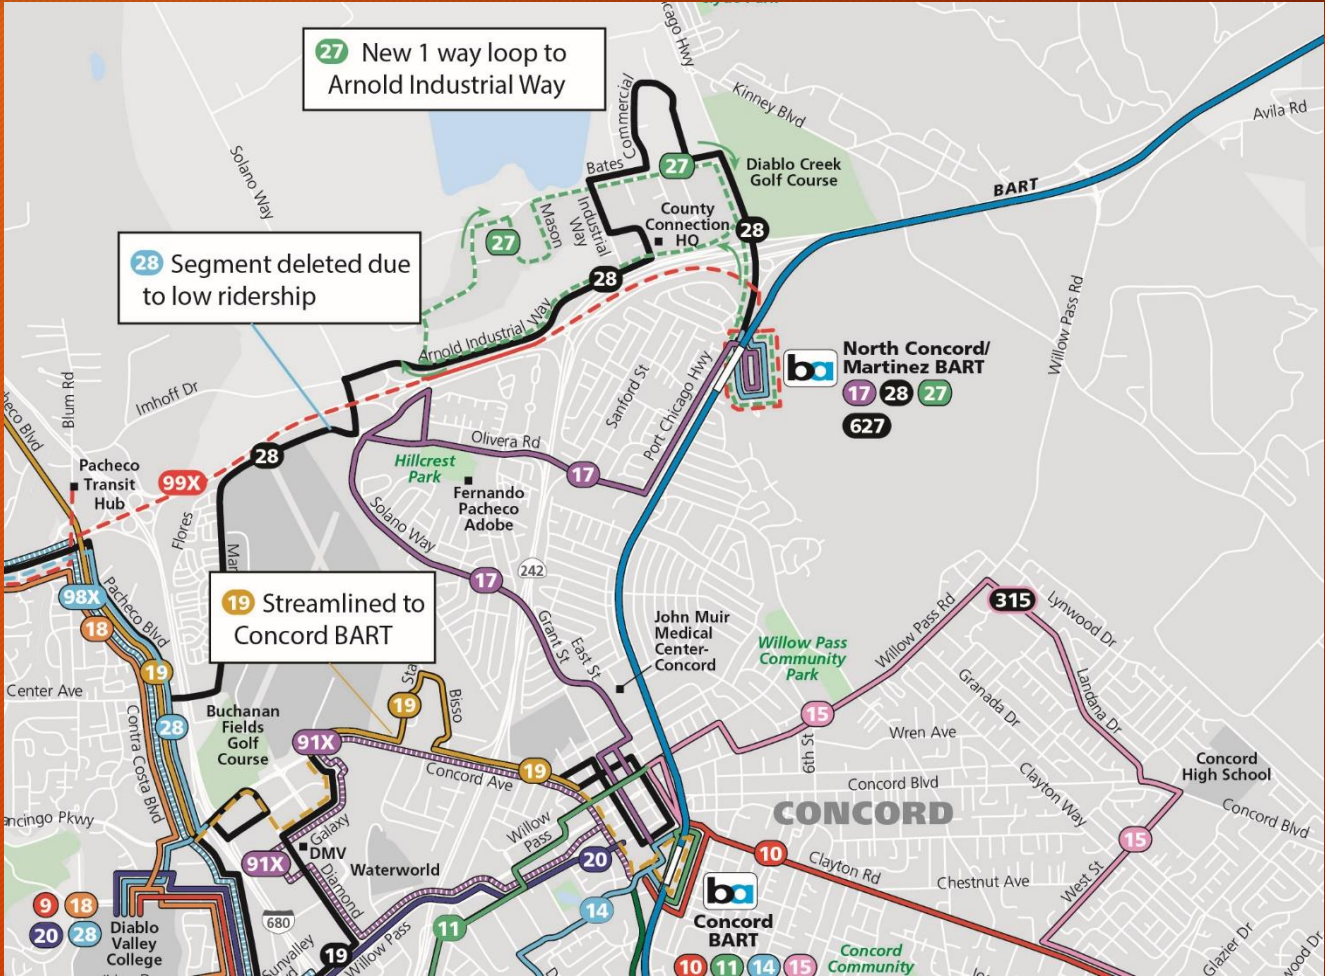 27 New 1 way loop to
Arnold Industrial Way
Kinney Blvd
Avila Rd
Commercial
Solano Way
Bates
27
Diablo Creek
Golf Course
BART
Mason
Industrial
Way
County
Connection
HQ
27
28
28 Segment deleted due
to low ridership
28
Arnold Industrial Way
Willow Pass Rd
North Concord/
Martinez BART
17 28 27
627
ba
Blum Rd
Imhoff Dr
Sanford St
Port Chicago Hwy
Olivera Rd
28
Hillcrest
Park
17
Pacheco
Transit
Hub
99X
Fernando
Pacheco
Adobe
Flores
Solano Way
242
17
98X
18
Pacheco Blvd
19 Streamlined to
Concord BART
Grant St
East St
John Muir
Medical
Center-
Concord
Willow Pass
Community
Park
Willow Pass Rd
315
Lynwood Dr
Landana Dr
Granada Dr
19
Center Ave
Contra Costa Blvd
28
Buchanan
Fields
Golf
Course
19
Bisso
91X
Concord Ave
19
15
6th St
Wren Ave
Concord Blvd
Clayton Way
Concord
High School
Concord Blvd
CONCORD
Galaxy
DMV
Waterworld
Diamond
91X
Willow
Pass
20
10
Clayton Rd
Chestnut Ave
15
West St
9 18
20 28
Diablo
Valley
College
680
19
Willow Pass
11
14
ba
Concord
BART
10 11 14 15
Concord
Community
Glazier Dr